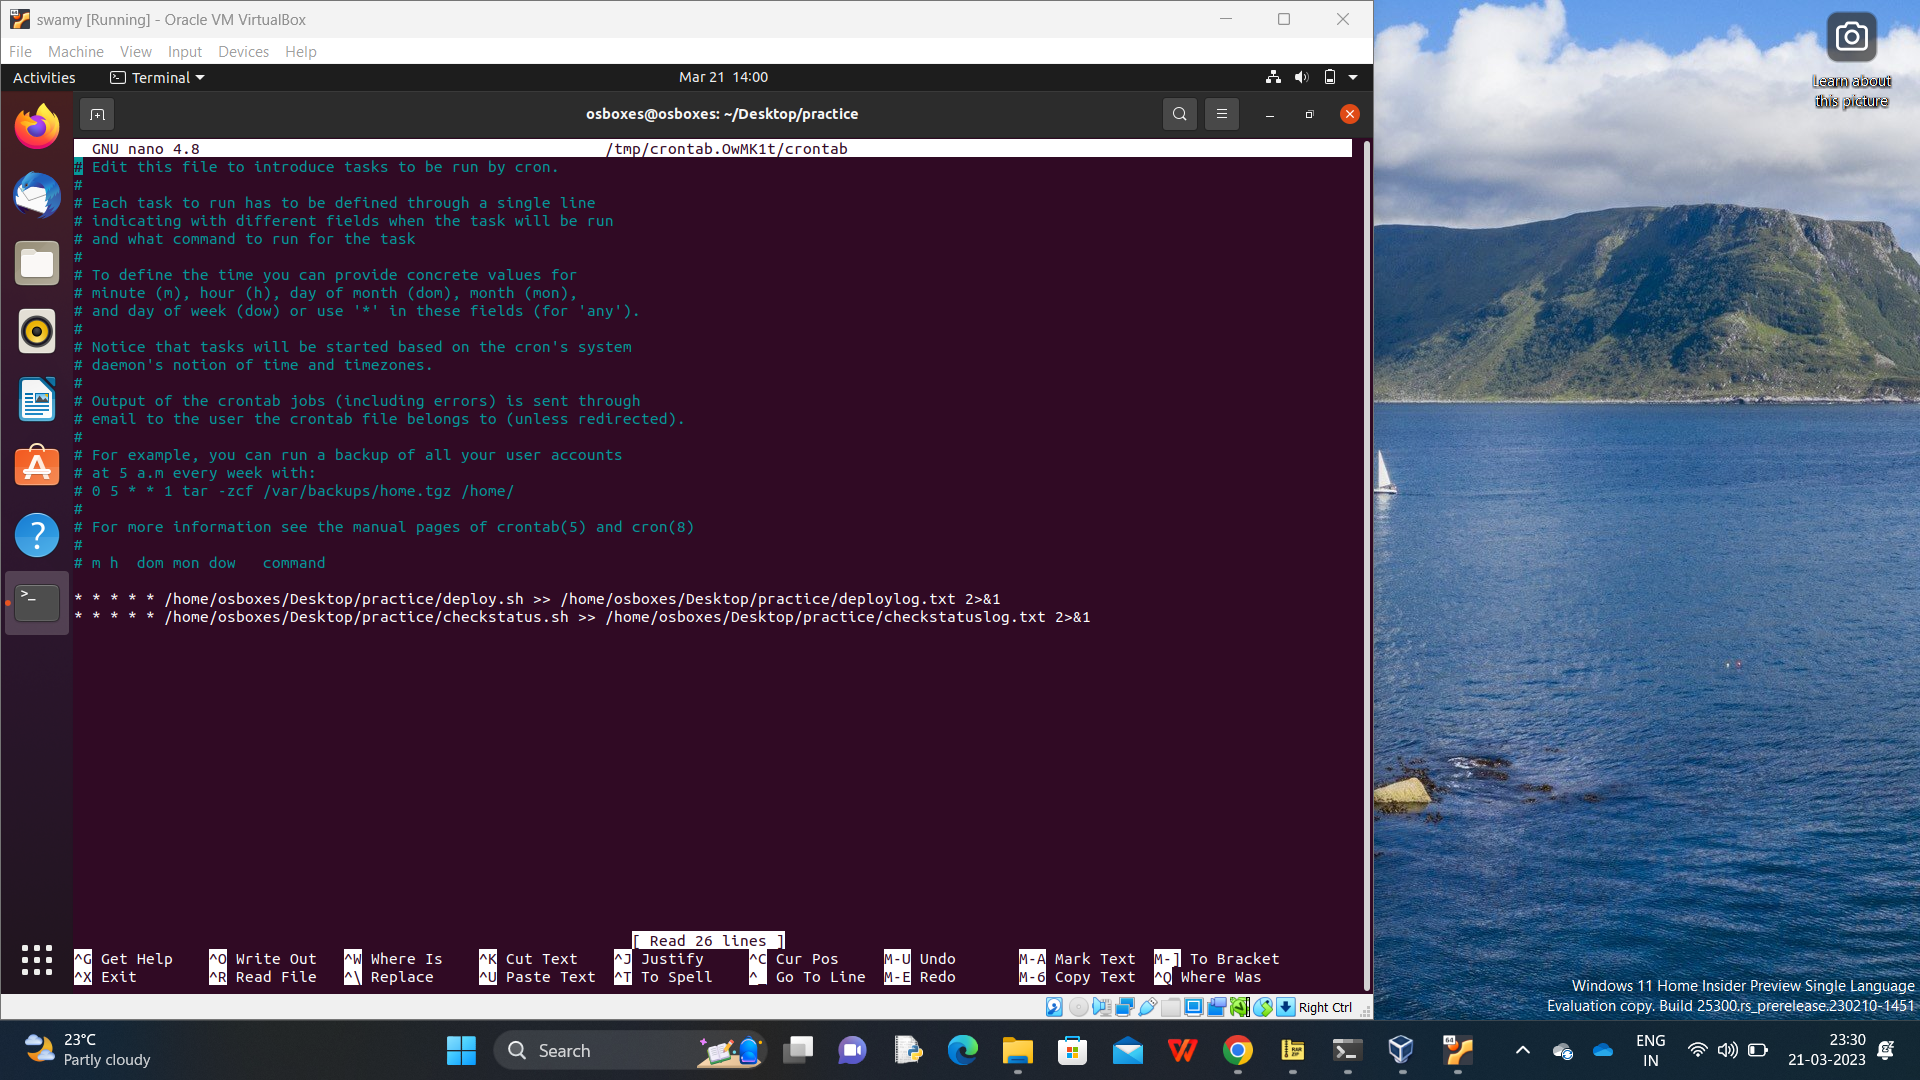 swamy [Running] - Oracle VM VirtualBox
File Machine View Input Devices Help
Activities Terminal Mar 21 14:00
osboxes@osboxes: ~/Desktop/practice
GNU nano 4.8 /tmp/crontab.OwMK1t/crontab
# Edit this file to introduce tasks to be run by cron.
#
# Each task to run has to be defined through a single line
# indicating with different fields when the task will be run
# and what command to run for the task
#
# To define the time you can provide concrete values for
# minute (m), hour (h), day of month (dom), month (mon),
# and day of week (dow) or use '*' in these fields (for 'any').
#
# Notice that tasks will be started based on the cron's system
# daemon's notion of time and timezones.
#
# Output of the crontab jobs (including errors) is sent through
# email to the user the crontab file belongs to (unless redirected).
#
# For example, you can run a backup of all your user accounts
# at 5 a.m every week with:
# 0 5 * * 1 tar -zcf /var/backups/home.tgz /home/
#
# For more information see the manual pages of crontab(5) and cron(8)
#
# m h  dom mon dow   command
* * * * * /home/osboxes/Desktop/practice/deploy.sh >> /home/osboxes/Desktop/practice/deploylog.txt 2>&1
* * * * * /home/osboxes/Desktop/practice/checkstatus.sh >> /home/osboxes/Desktop/practice/checkstatuslog.txt 2>&1
[ Read 26 lines ]
^G Get Help ^O Write Out ^W Where Is ^K Cut Text ^J Justify ^C Cur Pos M-U Undo M-A Mark Text M-] To Bracket
^X Exit ^R Read File ^\ Replace ^U Paste Text ^T To Spell ^_ Go To Line M-E Redo M-6 Copy Text ^Q Where Was
Right Ctrl
Learn about
this picture
Windows 11 Home Insider Preview Single Language
Evaluation copy. Build 25300.rs_prerelease.230210-1451
23°C
Partly cloudy
Search
ENG
IN
23:30
21-03-2023